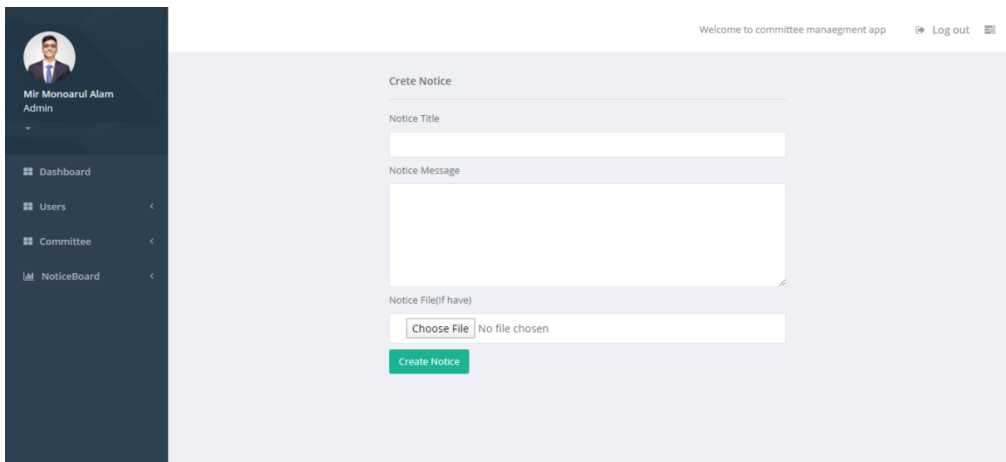 Welcome to committee manaegment app
Log out
Mir Monoarul Alam
Admin
Dashboard
Users
Committee
NoticeBoard
Crete Notice
Notice Title
Notice Message
Notice File(If have)
Choose File No file chosen
Create Notice